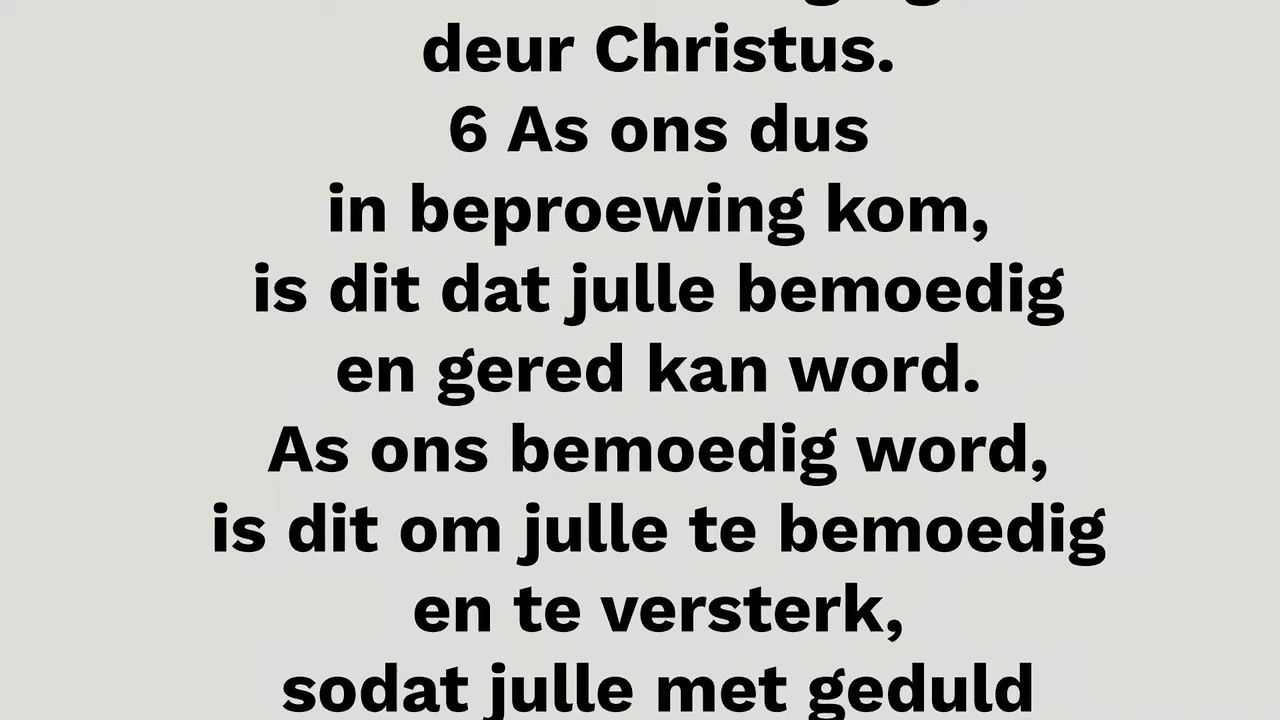 deur Christus.
6 As ons dus
in beproewing kom,
is dit dat julle bemoedig
en gered kan word.
As ons bemoedig word,
is dit om julle te bemoedig
en te versterk,
sodat julle met geduld